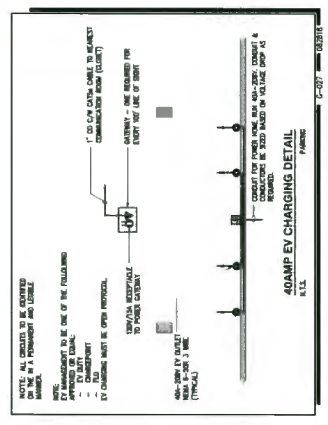 NOTE: ALL CIRCUITS TO BE IDENTIFIED
ON THE IN A PERMANENT AND LEGIBLE
MANNER.
NOTE:
EV MANAGEMENT TO BE ONE OF THE FOLLOWING
APPROVED OR EQUAL:
- EV DUTY
- CHARGEPOINT
- FLO
EV CHARGING MUST BE OPEN PROTOCOL.
1" CO C/W CAT5e CABLE TO NEAREST
COMMUNICATION ROOM (CLOSET)
GATEWAY - ONE REQUIRED FOR
EVERY 100' LINE OF SIGHT
120V/15A RECEPTACLE
TO POWER GATEWAY
40A-208V EV OUTLET
NEMA 6-50R 3 WIRE
(TYPICAL)
CONDUIT FOR POWER HOME RUN 40A-208V. CONDUIT &
CONDUCTORS BE SIZED BASED ON VOLTAGE DROP AS
REQUIRED.
40AMP EV CHARGING DETAIL
N.T.S.
PARKING